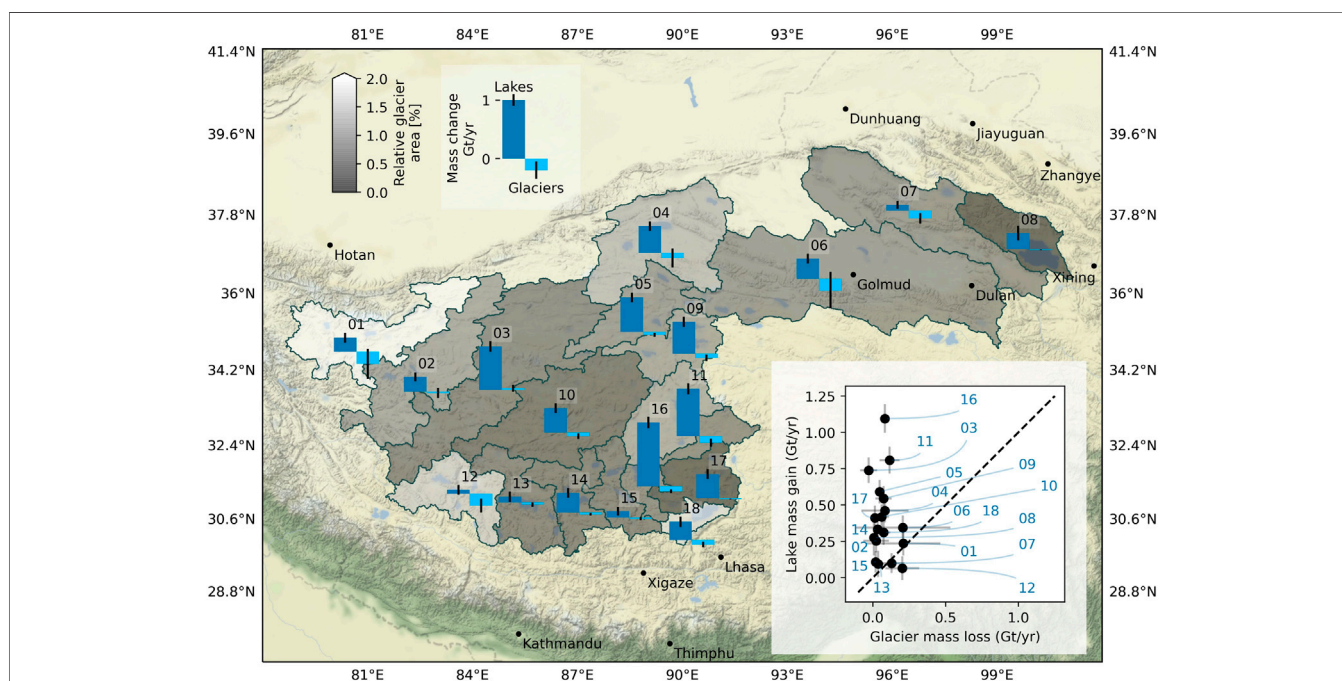 81°E 84°E 87°E 90°E 93°E 96°E 99°E
41.4°N
39.6°N
37.8°N
36°N
34.2°N
32.4°N
30.6°N
28.8°N
41.4°N
39.6°N
37.8°N
36°N
34.2°N
32.4°N
30.6°N
28.8°N
2.0
1.5
1.0
0.5
0.0
Relative glacier
area [%]
Mass change
Gt/yr
1
0
Lakes
Glaciers
Dunhuang
Jiayuguan
Zhangye
Hotan
Golmud
Dulan
Xining
Lhasa
Xigaze
Kathmandu
Thimphu
01
02
03
04
05
06
07
08
09
10
11
12
13
14
15
16
17
18
Lake mass gain (Gt/yr)
1.25
1.00
0.75
0.50
0.25
0.00
16
03
11
05
09
17
04
10
06
18
14
08
02
01
07
15
13
12
0.0 0.5 1.0
Glacier mass loss (Gt/yr)
81°E 84°E 87°E 90°E 93°E 96°E 99°E